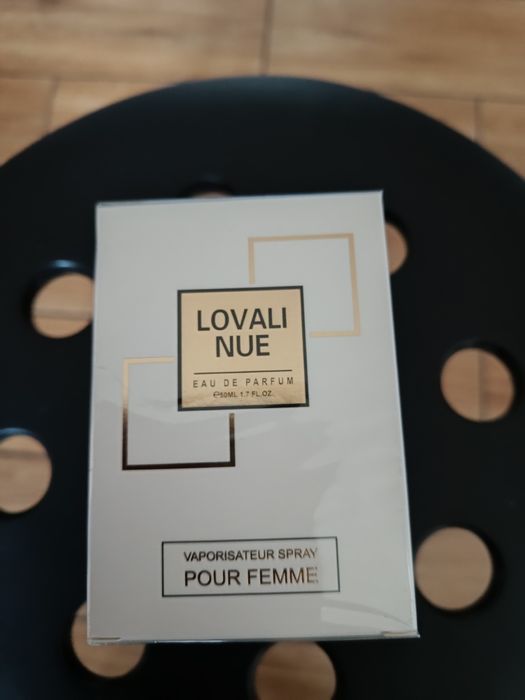 LOVALI
NUE
EAU DE PARFUM
℮50ML 1.7 FL.OZ.
VAPORISATEUR SPRAY
POUR FEMME